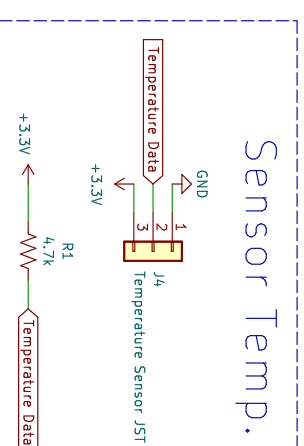 Sensor Temp.
GND
1
2
3
Temperature Data
+3.3V
J4
Temperature Sensor JST
+3.3V
R1
4.7k
Temperature Data